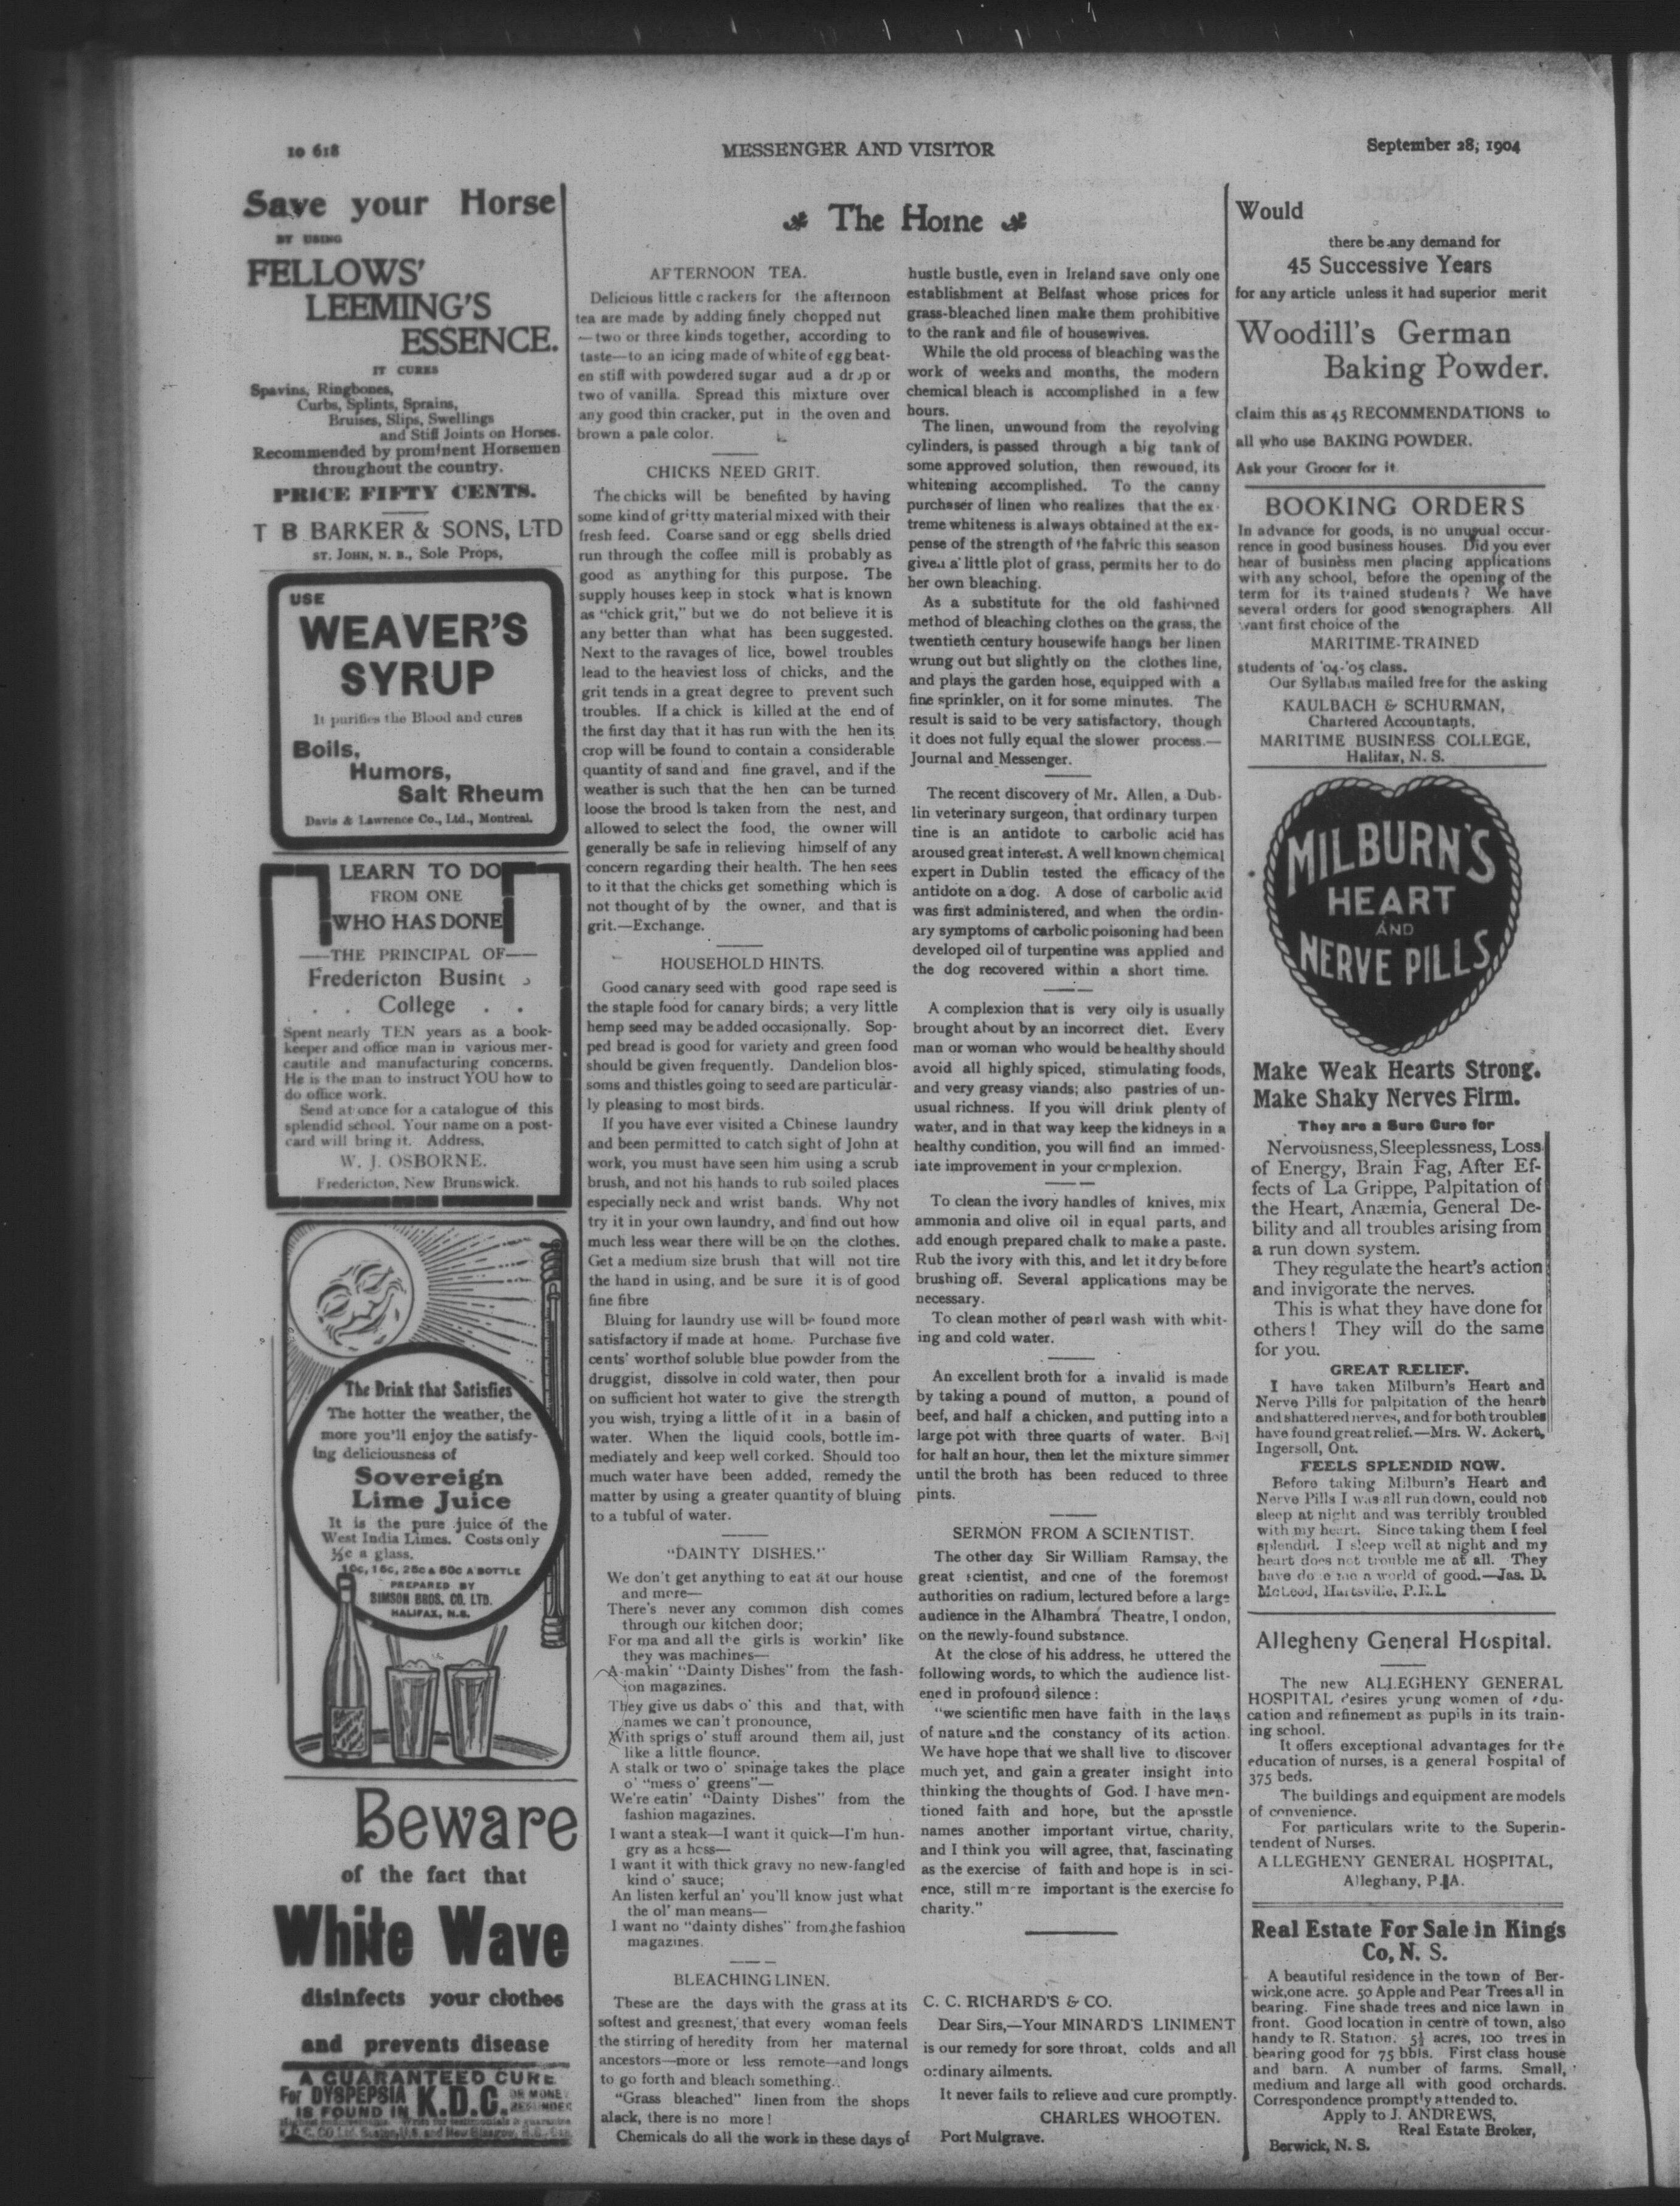 10 618
MESSENGER AND VISITOR
September 28, 1904
Save your Horse
BY USING
FELLOWS'
LEEMING'S
ESSENCE.
IT CURES
Spavins, Ringbones,
Curbs, Splints, Sprains,
Bruises, Slips, Swellings
and Stiff Joints on Horses.
Recommended by prominent Horsemen
throughout the country.
PRICE FIFTY CENTS.
T B BARKER & SONS, LTD
ST. JOHN, N. B., Sole Props,
USE
WEAVER'S
SYRUP
It purifies the Blood and cures
Boils,
Humors,
Salt Rheum
Davis & Lawrence Co., Ltd., Montreal.
LEARN TO DO
FROM ONE
WHO HAS DONE
—THE PRINCIPAL OF—
Fredericton Busine
. . College . .
Spent nearly TEN years as a book-
keeper and office man in various mer-
cautile and manufacturing concerns.
He is the man to instruct YOU how to
do office work.
Send at once for a catalogue of this
splendid school. Your name on a post-
card will bring it. Address,
W. J. OSBORNE.
Fredericton, New Brunswick.
The Drink that Satisfies
The hotter the weather, the
more you'll enjoy the satisfy-
ing deliciousness of
Sovereign
Lime Juice
It is the pure juice of the
West India Limes. Costs only
½c a glass.
10c, 15c, 25c & 50c A BOTTLE
PREPARED BY
SIMSON BROS. CO. LTD.
HALIFAX, N.S.
Beware
of the fact that
White Wave
disinfects your clothes
and prevents disease
A GUARANTEED CURE
For DYSPEPSIA K.D.C. OR MONEY
IS FOUND IN REFUNDED
The Home
AFTERNOON TEA.
Delicious little crackers for the afternoon
tea are made by adding finely chopped nut
—two or three kinds together, according to
taste—to an icing made of white of egg beat-
en stiff with powdered sugar aud a drop or
two of vanilla. Spread this mixture over
any good thin cracker, put in the oven and
brown a pale color.
CHICKS NEED GRIT.
The chicks will be benefited by having
some kind of gritty material mixed with their
fresh feed. Coarse sand or egg shells dried
run through the coffee mill is probably as
good as anything for this purpose. The
supply houses keep in stock what is known
as "chick grit," but we do not believe it is
any better than what has been suggested.
Next to the ravages of lice, bowel troubles
lead to the heaviest loss of chicks, and the
grit tends in a great degree to prevent such
troubles. If a chick is killed at the end of
the first day that it has run with the hen its
crop will be found to contain a considerable
quantity of sand and fine gravel, and if the
weather is such that the hen can be turned
loose the brood is taken from the nest, and
allowed to select the food, the owner will
generally be safe in relieving himself of any
concern regarding their health. The hen sees
to it that the chicks get something which is
not thought of by the owner, and that is
grit.—Exchange.
HOUSEHOLD HINTS.
Good canary seed with good rape seed is
the staple food for canary birds; a very little
hemp seed may be added occasionally. Sop-
ped bread is good for variety and green food
should be given frequently. Dandelion blos-
soms and thistles going to seed are particular-
ly pleasing to most birds.
If you have ever visited a Chinese laundry
and been permitted to catch sight of John at
work, you must have seen him using a scrub
brush, and not his hands to rub soiled places
especially neck and wrist bands. Why not
try it in your own laundry, and find out how
much less wear there will be on the clothes.
Get a medium size brush that will not tire
the hand in using, and be sure it is of good
fine fibre
Bluing for laundry use will be found more
satisfactory if made at home. Purchase five
cents' worthof soluble blue powder from the
druggist, dissolve in cold water, then pour
on sufficient hot water to give the strength
you wish, trying a little of it in a basin of
water. When the liquid cools, bottle im-
mediately and keep well corked. Should too
much water have been added, remedy the
matter by using a greater quantity of bluing
to a tubful of water.
"DAINTY DISHES."
We don't get anything to eat at our house
and more—
There's never any common dish comes
through our kitchen door;
For ma and all the girls is workin' like
they was machines—
A-makin' "Dainty Dishes" from the fash-
ion magazines.
They give us dabs o' this and that, with
names we can't pronounce,
With sprigs o' stuff around them all, just
like a little flounce.
A stalk or two o' spinage takes the place
o' "mess o' greens"—
We're eatin' "Dainty Dishes" from the
fashion magazines.
I want a steak—I want it quick—I'm hun-
gry as a hoss—
I want it with thick gravy no new-fangled
kind o' sauce;
An listen kerful an' you'll know just what
the ol' man means—
I want no "dainty dishes" from the fashion
magazines.
BLEACHING LINEN.
These are the days with the grass at its
softest and greenest, that every woman feels
the stirring of heredity from her maternal
ancestors—more or less remote—and longs
to go forth and bleach something.
"Grass bleached" linen from the shops
alack, there is no more!
Chemicals do all the work in these days of
hustle bustle, even in Ireland save only one
establishment at Belfast whose prices for
grass-bleached linen make them prohibitive
to the rank and file of housewives.
While the old process of bleaching was the
work of weeks and months, the modern
chemical bleach is accomplished in a few
hours.
The linen, unwound from the revolving
cylinders, is passed through a big tank of
some approved solution, then rewound, its
whitening accomplished. To the canny
purchaser of linen who realizes that the ex-
treme whiteness is always obtained at the ex-
pense of the strength of the fabric this season
given a little plot of grass, permits her to do
her own bleaching.
As a substitute for the old fashioned
method of bleaching clothes on the grass, the
twentieth century housewife hangs her linen
wrung out but slightly on the clothes line,
and plays the garden hose, equipped with a
fine sprinkler, on it for some minutes. The
result is said to be very satisfactory, though
it does not fully equal the slower process.—
Journal and Messenger.
The recent discovery of Mr. Allen, a Dub-
lin veterinary surgeon, that ordinary turpen
tine is an antidote to carbolic acid has
aroused great interest. A well known chemical
expert in Dublin tested the efficacy of the
antidote on a dog. A dose of carbolic acid
was first administered, and when the ordin-
ary symptoms of carbolic poisoning had been
developed oil of turpentine was applied and
the dog recovered within a short time.
A complexion that is very oily is usually
brought about by an incorrect diet. Every
man or woman who would be healthy should
avoid all highly spiced, stimulating foods,
and very greasy viands; also pastries of un-
usual richness. If you will drink plenty of
water, and in that way keep the kidneys in a
healthy condition, you will find an immed-
iate improvement in your complexion.
To clean the ivory handles of knives, mix
ammonia and olive oil in equal parts, and
add enough prepared chalk to make a paste.
Rub the ivory with this, and let it dry before
brushing off. Several applications may be
necessary.
To clean mother of pearl wash with whit-
ing and cold water.
An excellent broth for a invalid is made
by taking a pound of mutton, a pound of
beef, and half a chicken, and putting into a
large pot with three quarts of water. Boil
for half an hour, then let the mixture simmer
until the broth has been reduced to three
pints.
SERMON FROM A SCIENTIST.
The other day Sir William Ramsay, the
great scientist, and one of the foremost
authorities on radium, lectured before a large
audience in the Alhambra Theatre, London,
on the newly-found substance.
At the close of his address, he uttered the
following words, to which the audience list-
ened in profound silence:
"we scientific men have faith in the laws
of nature and the constancy of its action.
We have hope that we shall live to discover
much yet, and gain a greater insight into
thinking the thoughts of God. I have men-
tioned faith and hope, but the aposstle
names another important virtue, charity,
and I think you will agree, that, fascinating
as the exercise of faith and hope is in sci-
ence, still more important is the exercise fo
charity."
C. C. RICHARD'S & CO.
Dear Sirs,—Your MINARD'S LINIMENT
is our remedy for sore throat, colds and all
ordinary ailments.
It never fails to relieve and cure promptly.
CHARLES WHOOTEN.
Port Mulgrave.
Would
there be any demand for
45 Successive Years
for any article unless it had superior merit
Woodill's German
Baking Powder.
claim this as 45 RECOMMENDATIONS to
all who use BAKING POWDER.
Ask your Grocer for it.
BOOKING ORDERS
In advance for goods, is no unusual occur-
rence in good business houses. Did you ever
hear of business men placing applications
with any school, before the opening of the
term for its trained students? We have
several orders for good stenographers. All
want first choice of the
MARITIME-TRAINED
students of '04-'05 class.
Our Syllabus mailed free for the asking
KAULBACH & SCHURMAN,
Chartered Accountants,
MARITIME BUSINESS COLLEGE,
Halifax, N. S.
MILBURN'S
HEART
AND
NERVE PILLS
Make Weak Hearts Strong.
Make Shaky Nerves Firm.
They are a Sure Cure for
Nervousness, Sleeplessness, Loss
of Energy, Brain Fag, After Ef-
fects of La Grippe, Palpitation of
the Heart, Anæmia, General De-
bility and all troubles arising from
a run down system.
They regulate the heart's action
and invigorate the nerves.
This is what they have done for
others! They will do the same
for you.
GREAT RELIEF.
I have taken Milburn's Heart and
Nerve Pills for palpitation of the heart
and shattered nerves, and for both troubles
have found great relief.—Mrs. W. Ackert,
Ingersoll, Ont.
FEELS SPLENDID NOW.
Before taking Milburn's Heart and
Nerve Pills I was all run down, could not
sleep at night and was terribly troubled
with my heart. Since taking them I feel
splendid. I sleep well at night and my
heart does not trouble me at all. They
have done me a world of good.—Jas. D.
McLeod, Hartsville, P.E.I.
Allegheny General Hospital.
The new ALLEGHENY GENERAL
HOSPITAL desires young women of edu-
cation and refinement as pupils in its train-
ing school.
It offers exceptional advantages for the
education of nurses, is a general hospital of
375 beds.
The buildings and equipment are models
of convenience.
For particulars write to the Superin-
tendent of Nurses.
ALLEGHENY GENERAL HOSPITAL,
Alleghany, P.A.
Real Estate For Sale in Kings
Co, N. S.
A beautiful residence in the town of Ber-
wick, one acre. 50 Apple and Pear Trees all in
bearing. Fine shade trees and nice lawn in
front. Good location in centre of town, also
handy to R. Station. 5½ acres, 100 trees in
bearing good for 75 bbls. First class house
and barn. A number of farms. Small,
medium and large all with good orchards.
Correspondence promptly attended to.
Apply to J. ANDREWS,
Real Estate Broker,
Berwick, N. S.